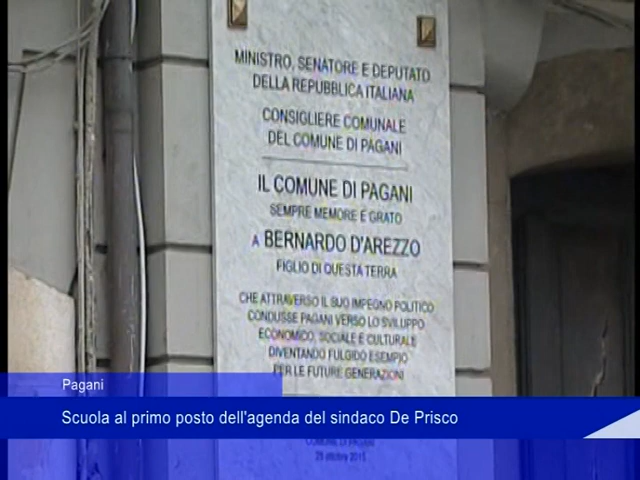 MINISTRO, SENATORE E DEPUTATO
DELLA REPUBBLICA ITALIANA
CONSIGLIERE COMUNALE
DEL COMUNE DI PAGANI
IL COMUNE DI PAGANI
SEMPRE MEMORE E GRATO
A BERNARDO D'AREZZO
FIGLIO DI QUESTA TERRA
CHE ATTRAVERSO IL SUO IMPEGNO POLITICO
CONDUSSE PAGANI VERSO LO SVILUPPO
ECONOMICO, SOCIALE E CULTURALE
DIVENTANDO FULGIDO ESEMPIO
PER LE FUTURE GENERAZIONI
Pagani
Scuola al primo posto dell'agenda del sindaco De Prisco
COMUNE DI PAGANI
ottobre